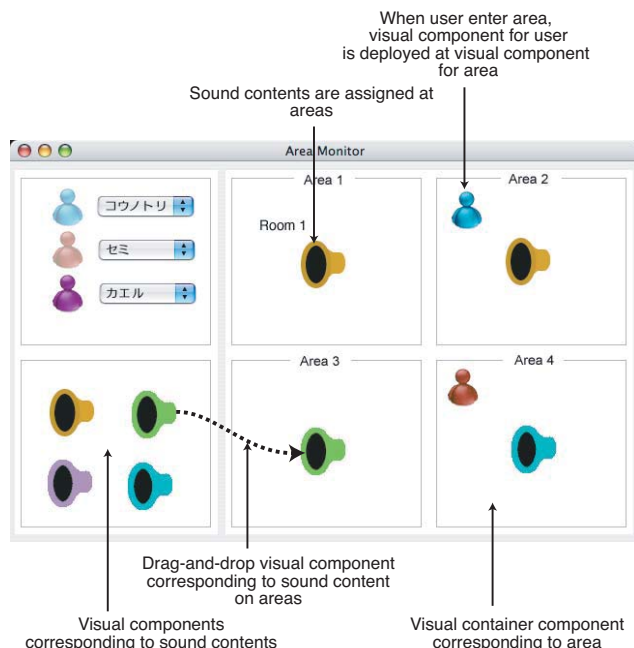 When user enter area,
visual component for user
is deployed at visual component
for area
Sound contents are assigned at
areas
Area Monitor
Area 1
Area 2
コウノトリ
セミ
カエル
Room 1
Area 3
Area 4
Drag-and-drop visual component
corresponding to sound content
on areas
Visual components
corresponding to sound contents
Visual container component
corresponding to area